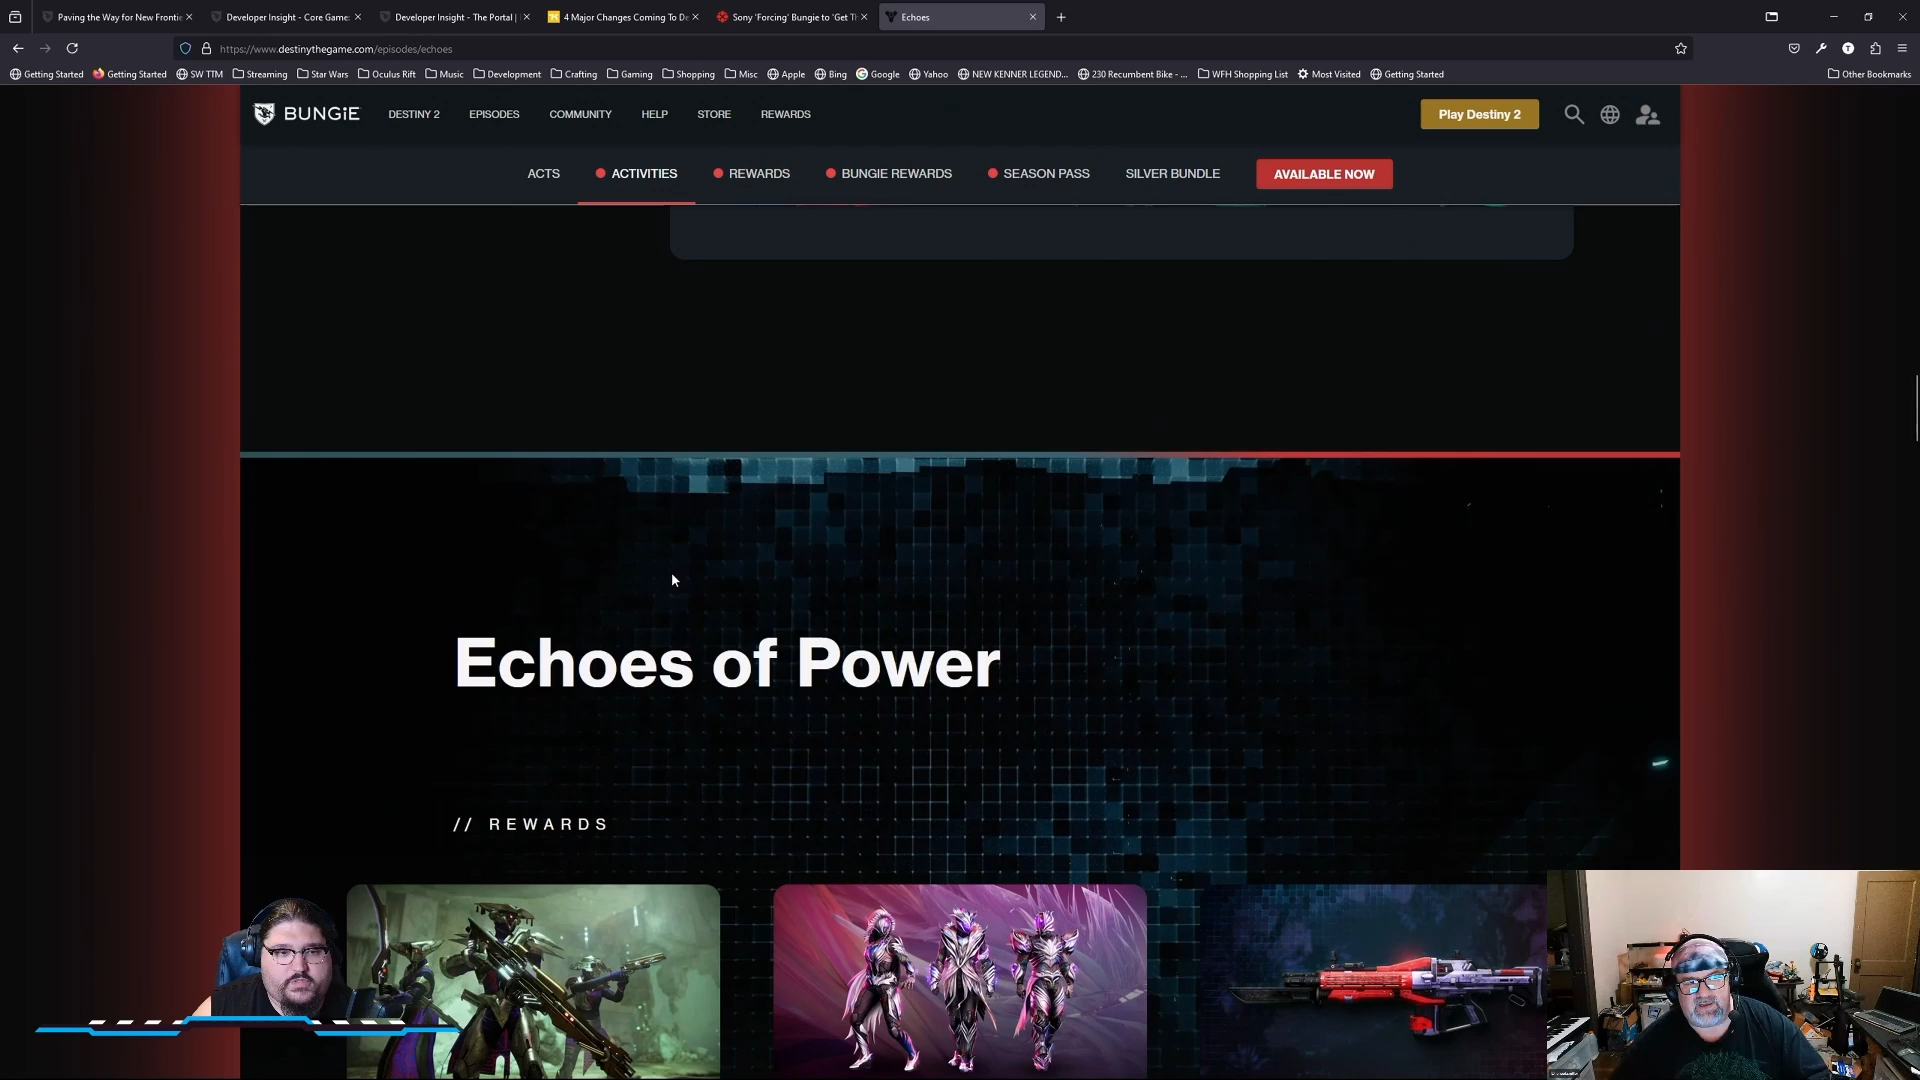 Paving the Way for New Frontie
Developer Insight - Core Game
Developer Insight - The Portal |
4 Major Changes Coming To De
Sony 'Forcing' Bungie to 'Get Th
Echoes
https://www.destinythegame.com/episodes/echoes
Getting Started
Getting Started
SW TTM
Streaming
Star Wars
Oculus Rift
Music
Development
Crafting
Gaming
Shopping
Misc
Apple
Bing
Google
Yahoo
NEW KENNER LEGEND...
230 Recumbent Bike - ...
WFH Shopping List
Most Visited
Getting Started
Other Bookmarks
BUNGiE
DESTINY 2
EPISODES
COMMUNITY
HELP
STORE
REWARDS
Play Destiny 2
ACTS
ACTIVITIES
REWARDS
BUNGIE REWARDS
SEASON PASS
SILVER BUNDLE
AVAILABLE NOW
Echoes of Power
// REWARDS